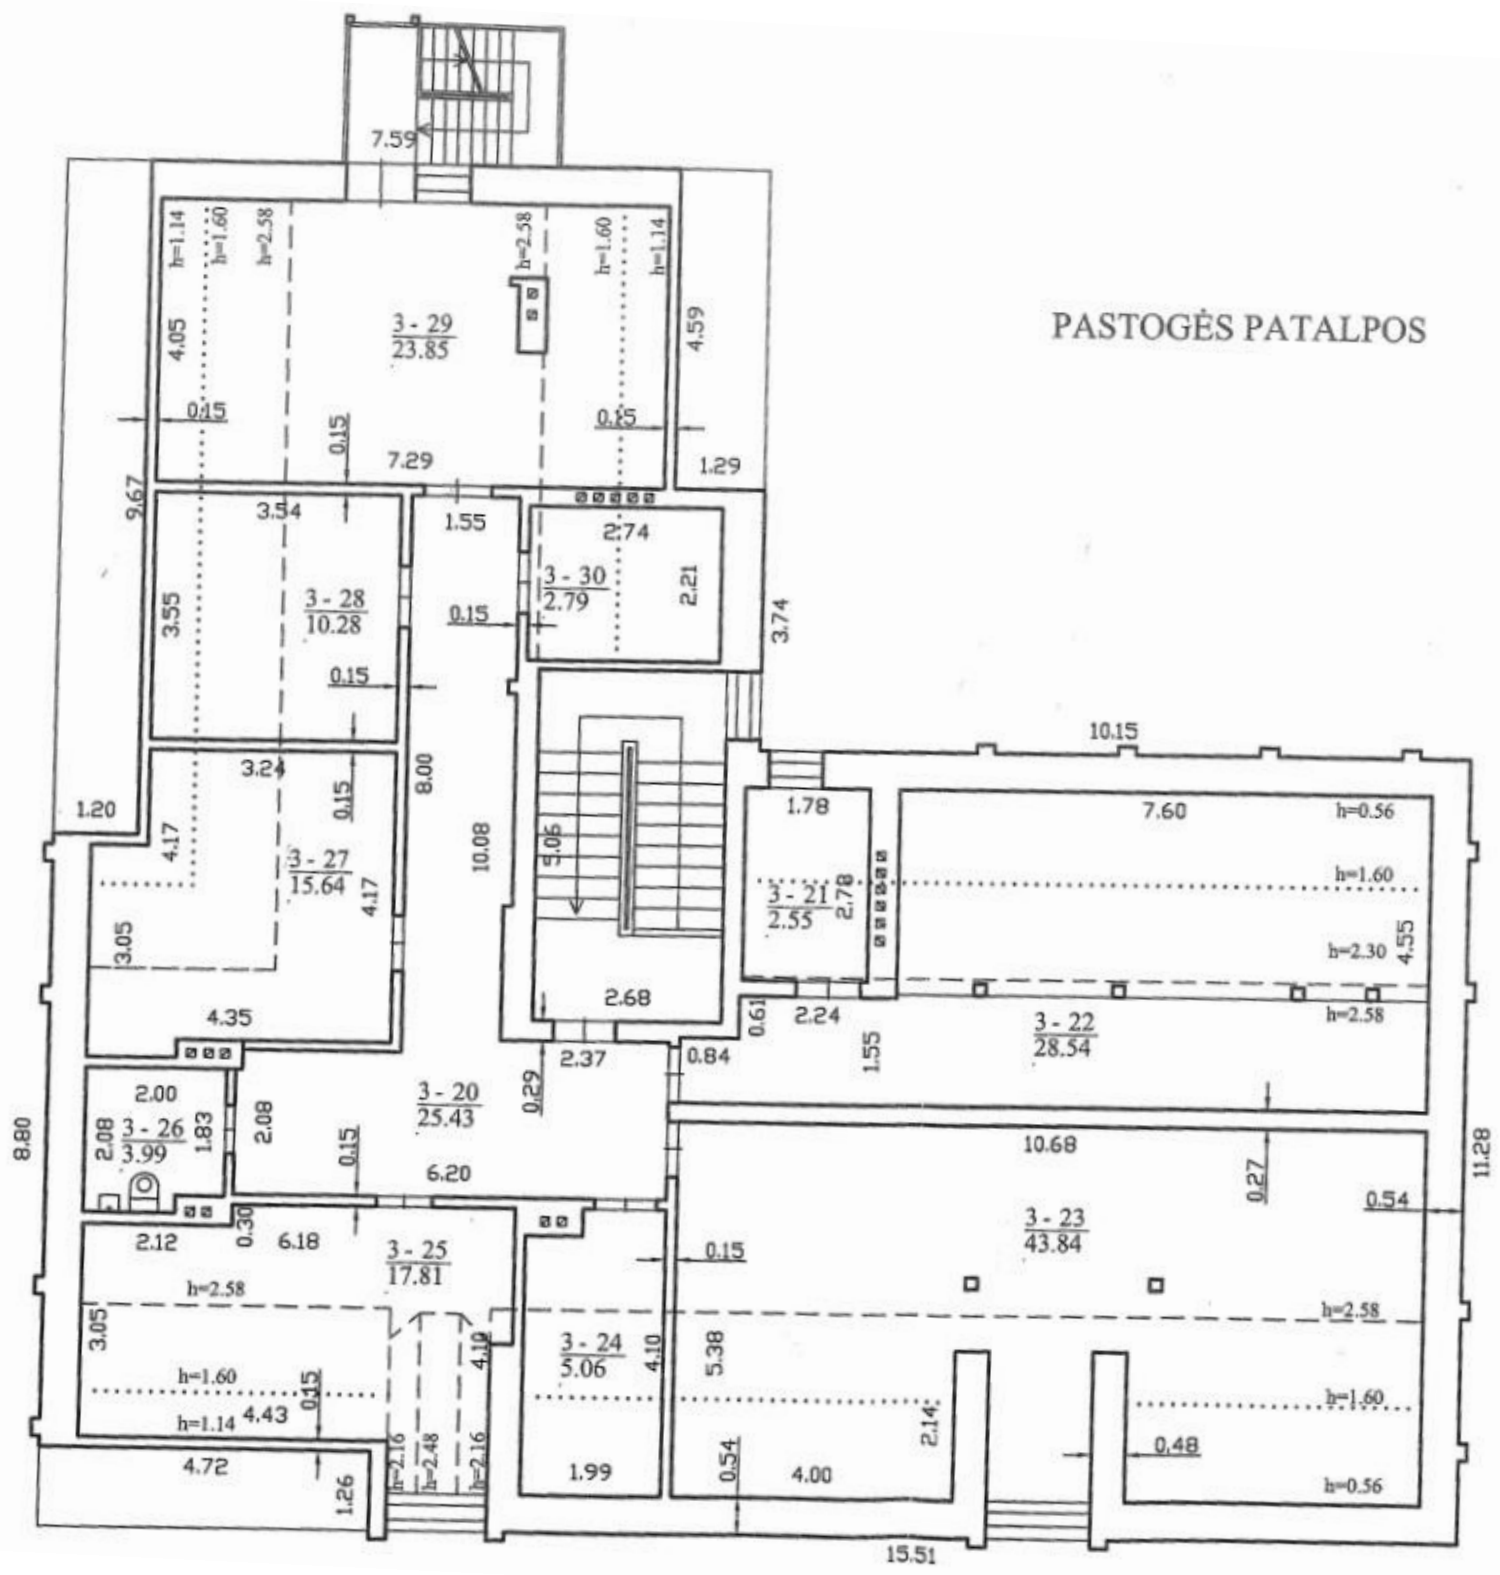 7.59
h=1.14
h=1.60
h=2.58
h=2.58
h=1.60
h=1.14
4.05
3 - 29
23.85
4.59
PASTOGĖS PATALPOS
0.15
0.15
0.15
7.29
1.29
9.67
3.54
1.55
2.74
3.55
3 - 28
10.28
3 - 30
2.79
2.21
0.15
3.74
0.15
10.15
3.24
0.15
8.00
1.20
1.78
7.60
h=0.56
4.17
3 - 27
15.64
4.17
10.08
5.06
3 - 21
2.55
2.78
h=1.60
3.05
h=2.30
4.55
4.35
2.68
0.61
2.24
h=2.58
3 - 22
28.54
1.55
2.37
0.84
0.29
2.00
3 - 20
25.43
8.80
2.08
3 - 26
3.99
1.83
2.08
0.15
6.20
10.68
0.27
11.28
0.54
2.12
0.30
6.18
3 - 25
17.81
0.15
3 - 23
43.84
h=2.58
h=2.58
3.05
4.10
3 - 24
5.06
4.10
5.38
h=1.60
0.15
h=1.60
h=1.14
4.43
2.14
4.72
1.26
h=2.16
h=2.48
h=2.16
1.99
0.54
4.00
0.48
h=0.56
15.51